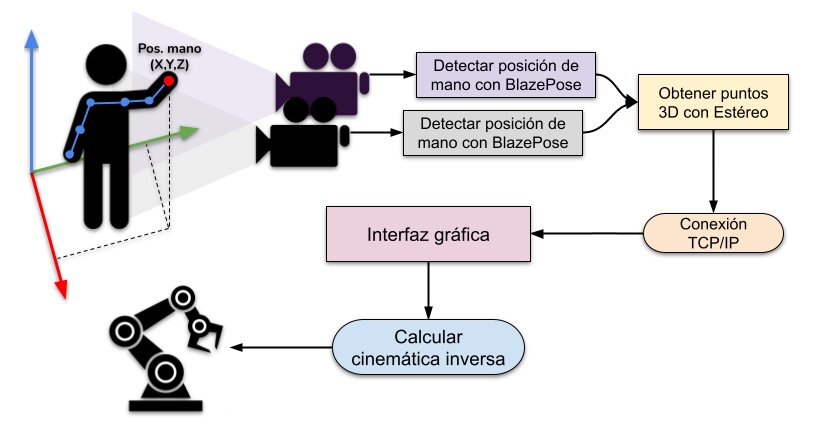 Pos. mano
(X,Y,Z)
Detectar posición de
mano con BlazePose
Detectar posición de
mano con BlazePose
Obtener puntos
3D con Estéreo
Conexión
TCP/IP
Interfaz gráfica
Calcular
cinemática inversa